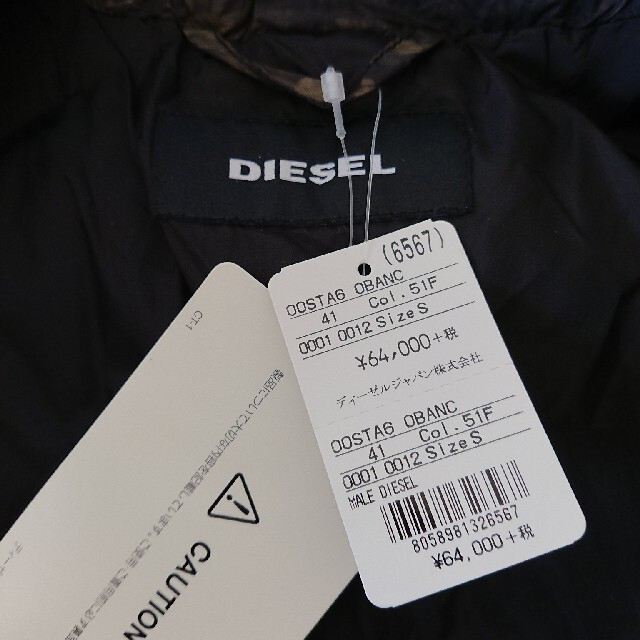 DIESEL
(6567)
00STA6 0BANC
41 Col.51F
0001 0012 Size S
¥64,000+税
ディーゼルジャパン株式会社
00STA6 0BANC
41 Col.51F
0001 0012 Size S
MALE DIESEL
8058981326567
¥64,000+税
CT-1
CAUTION